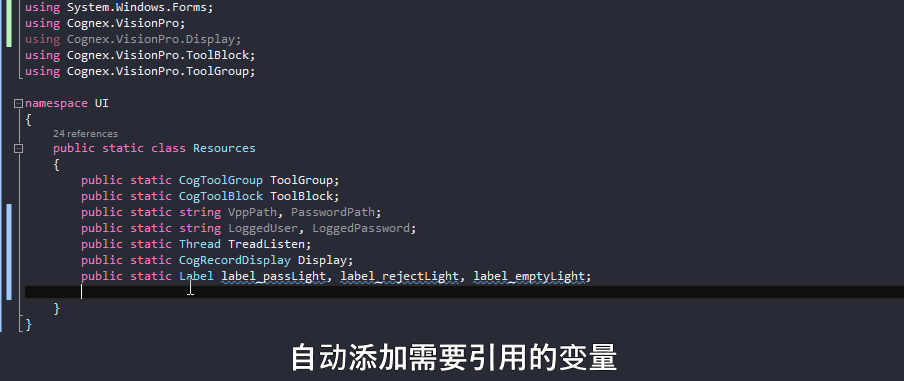 using System.Windows.Forms;
using Cognex.VisionPro;
using Cognex.VisionPro.Display;
using Cognex.VisionPro.ToolBlock;
using Cognex.VisionPro.ToolGroup;
namespace UI
{
24 references
public static class Resources
{
public static CogToolGroup ToolGroup;
public static CogToolBlock ToolBlock;
public static string VppPath, PasswordPath;
public static string LoggedUser, LoggedPassword;
public static Thread TreadListen;
public static CogRecordDisplay Display;
public static Label label_passLight, label_rejectLight, label_emptyLight;
}
}
自动添加需要引用的变量